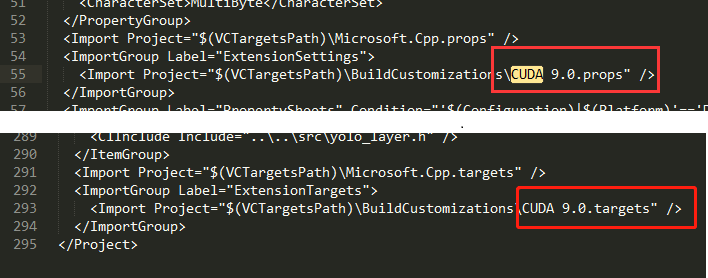 51 <CharacterSet>MultiByte</CharacterSet>
52 </PropertyGroup>
53 <Import Project="$(VCTargetsPath)\Microsoft.Cpp.props" />
54 <ImportGroup Label="ExtensionSettings">
55 <Import Project="$(VCTargetsPath)\BuildCustomizations\CUDA 9.0.props" />
56 </ImportGroup>
57 <ImportGroup Label="PropertySheets" Condition="'$(Configuration)|$(Platform)'=='
289 <ClInclude Include="..\..\src\yolo_layer.h" />
290 </ItemGroup>
291 <Import Project="$(VCTargetsPath)\Microsoft.Cpp.targets" />
292 <ImportGroup Label="ExtensionTargets">
293 <Import Project="$(VCTargetsPath)\BuildCustomizations\CUDA 9.0.targets" />
294 </ImportGroup>
295 </Project>